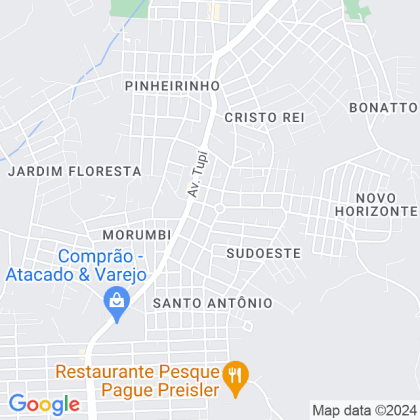 PINHEIRINHO
BONATTO
CRISTO REI
Av. Tupi
JARDIM FLORESTA
NOVO
HORIZONTE
MORUMBI
SUDOESTE
Comprão -
Atacado & Varejo
SANTO ANTÔNIO
Restaurante Pesque
Pague Preisler
Google
Map data ©2024